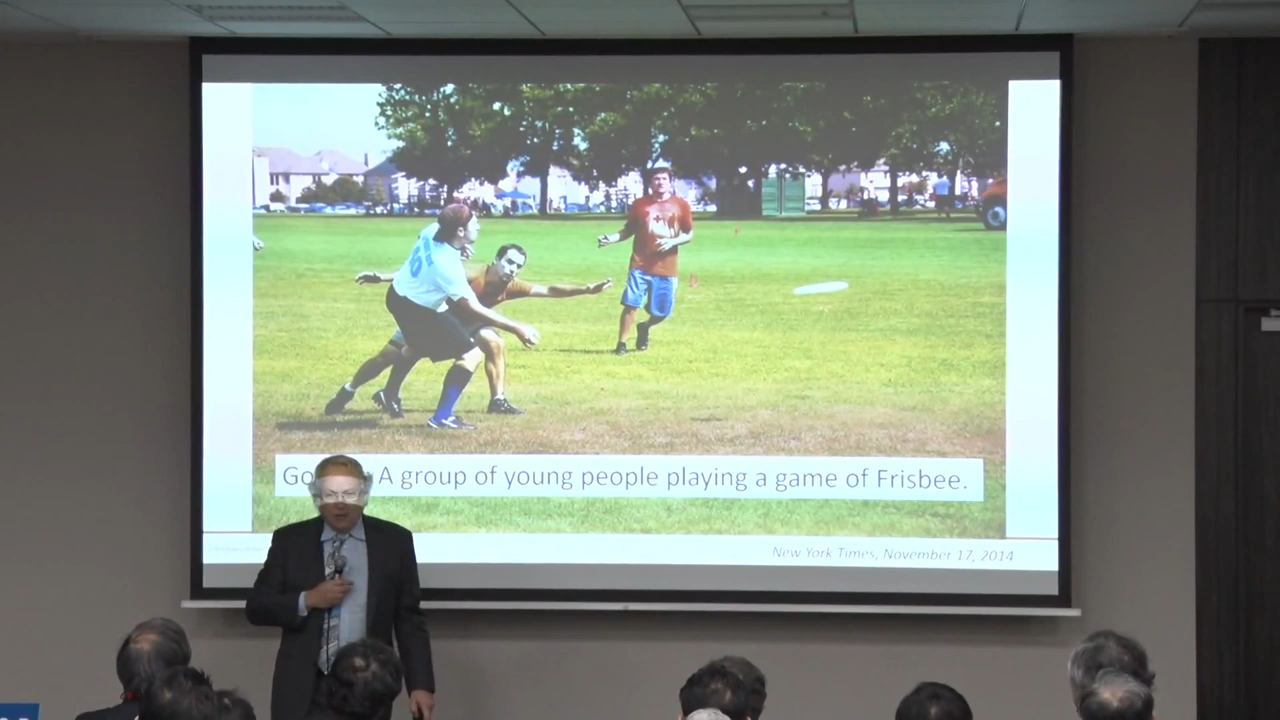 Go A group of young people playing a game of Frisbee.
New York Times, November 17, 2014